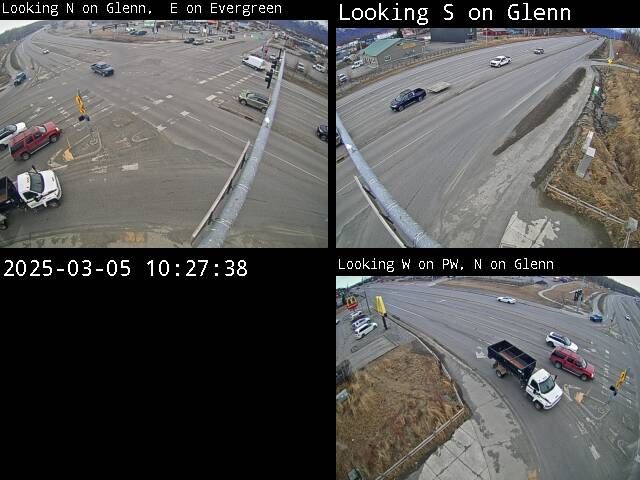 Looking N on Glenn,  E on Evergreen
Looking S on Glenn
2025-03-05 10:27:38
Looking W on PW, N on Glenn